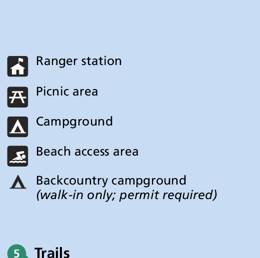 Ranger station
Picnic area
Campground
Beach access area
Backcountry campground
(walk-in only; permit required)
5 Trails